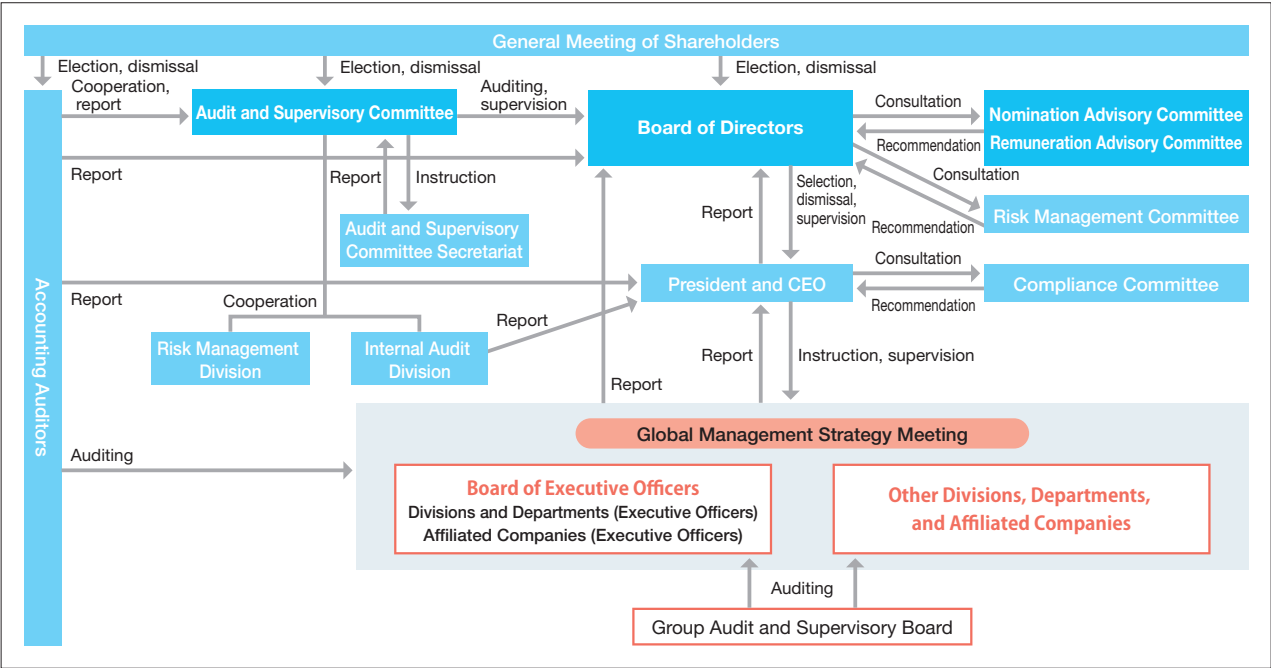 General Meeting of Shareholders
Election, dismissal
Election, dismissal
Election, dismissal
Cooperation,
report
Audit and Supervisory Committee
Auditing,
supervision
Board of Directors
Consultation
Recommendation
Nomination Advisory Committee
Remuneration Advisory Committee
Report
Report
Instruction
Consultation
Recommendation
Risk Management Committee
Selection,
dismissal,
supervision
Report
Audit and Supervisory
Committee Secretariat
Accounting Auditors
Report
President and CEO
Consultation
Recommendation
Compliance Committee
Cooperation
Risk Management
Division
Internal Audit
Division
Report
Report
Report
Instruction, supervision
Global Management Strategy Meeting
Auditing
Board of Executive Officers
Divisions and Departments (Executive Officers)
Affiliated Companies (Executive Officers)
Other Divisions, Departments,
and Affiliated Companies
Auditing
Group Audit and Supervisory Board